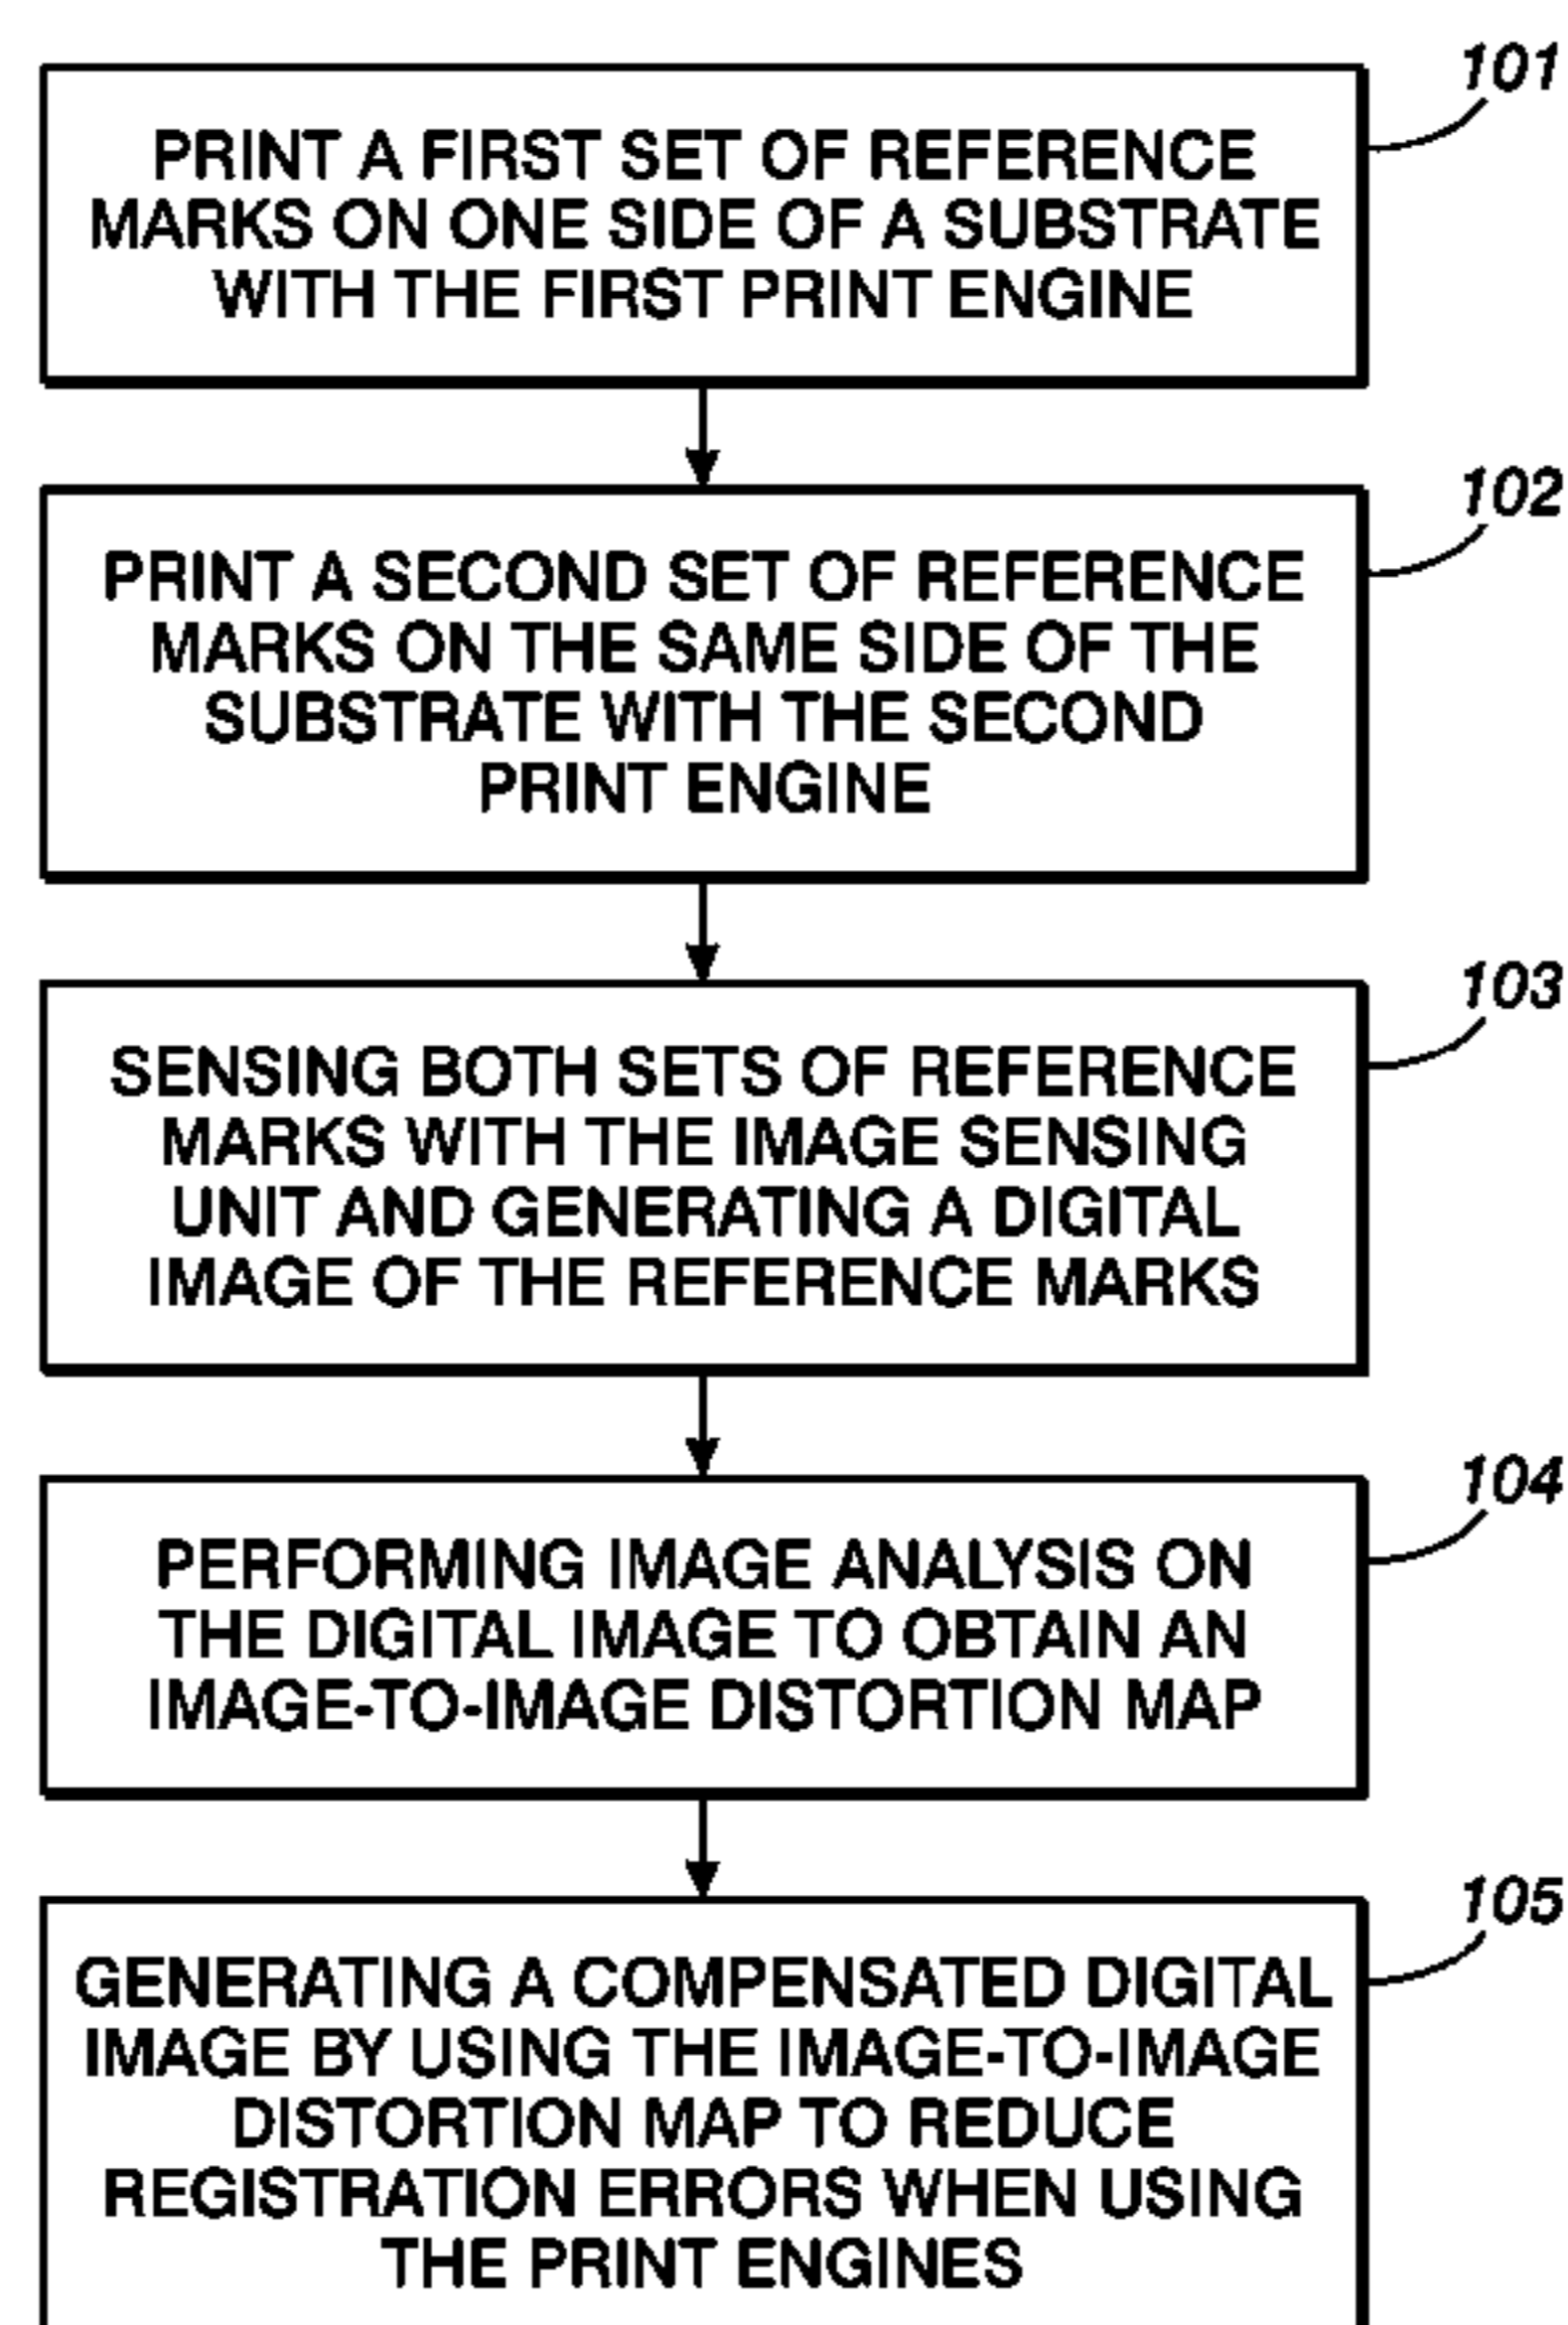 101
PRINT A FIRST SET OF REFERENCE
MARKS ON ONE SIDE OF A SUBSTRATE
WITH THE FIRST PRINT ENGINE
102
PRINT A SECOND SET OF REFERENCE
MARKS ON THE SAME SIDE OF THE
SUBSTRATE WITH THE SECOND
PRINT ENGINE
103
SENSING BOTH SETS OF REFERENCE
MARKS WITH THE IMAGE SENSING
UNIT AND GENERATING A DIGITAL
IMAGE OF THE REFERENCE MARKS
104
PERFORMING IMAGE ANALYSIS ON
THE DIGITAL IMAGE TO OBTAIN AN
IMAGE-TO-IMAGE DISTORTION MAP
105
GENERATING A COMPENSATED DIGITAL
IMAGE BY USING THE IMAGE-TO-IMAGE
DISTORTION MAP TO REDUCE
REGISTRATION ERRORS WHEN USING
THE PRINT ENGINES